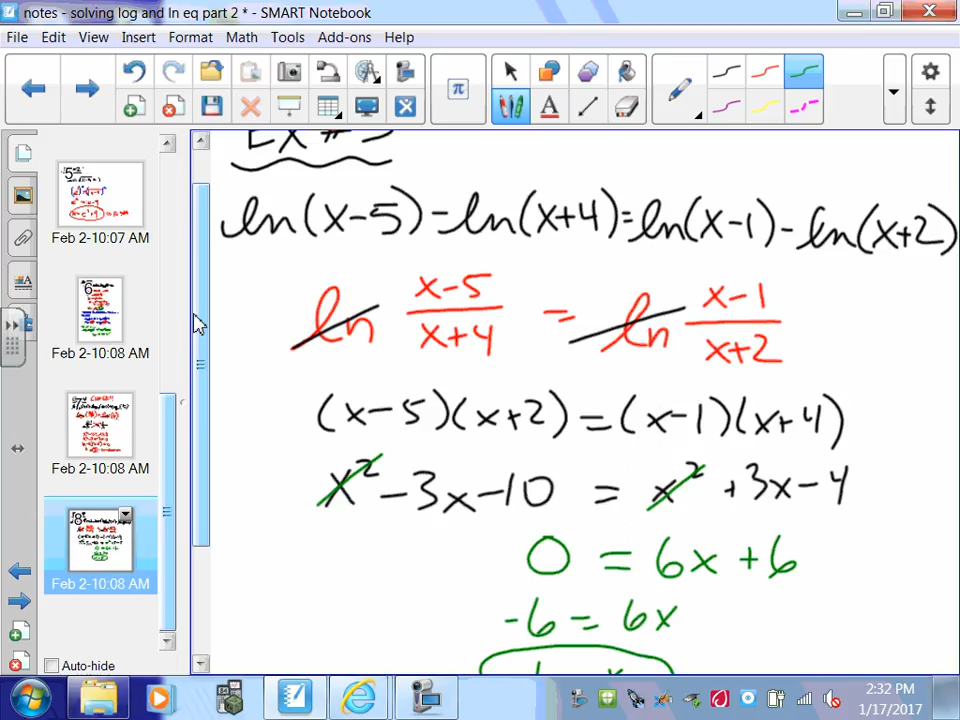 notes - solving log and ln eq part 2 * - SMART Notebook
File Edit View Insert Format Math Tools Add-ons Help
π
Ex #3
ln(x-5) - ln(x+4) = ln(x-1) - ln(x+2)
ln (x-5)/(x+4) = ln (x-1)/(x+2)
(x-5)(x+2) = (x-1)(x+4)
x² - 3x - 10 = x² + 3x - 4
0 = 6x + 6
-6 = 6x
Feb 2-10:07 AM
Feb 2-10:08 AM
Feb 2-10:08 AM
Feb 2-10:08 AM
Auto-hide
2:32 PM
1/17/2017